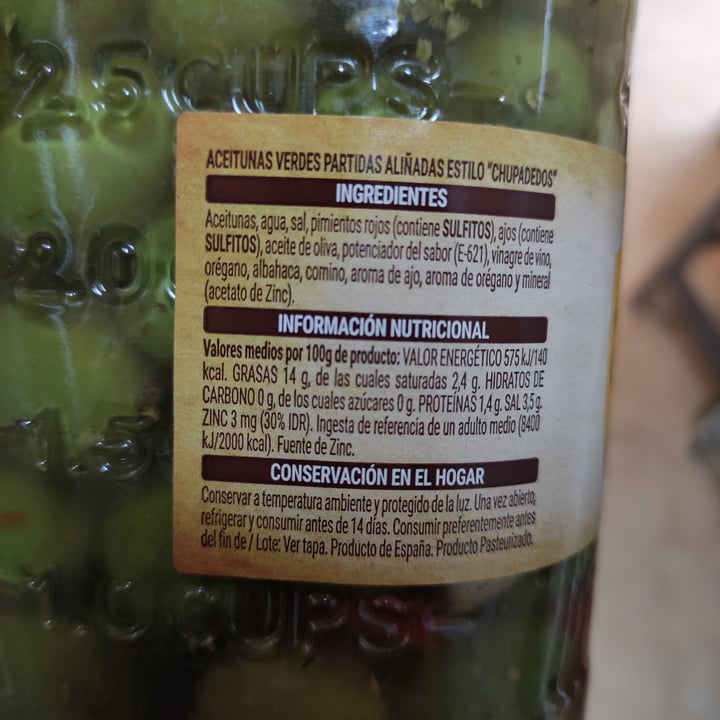 2.5 CUPS
ACEITUNAS VERDES PARTIDAS ALIÑADAS ESTILO "CHUPADEDOS"
INGREDIENTES
Aceitunas, agua, sal, pimientos rojos (contiene SULFITOS), ajos (contiene
SULFITOS), aceite de oliva, potenciador del sabor (E-621), vinagre de vino,
orégano, albahaca, comino, aroma de ajo, aroma de orégano y mineral
(acetato de Zinc).
2.0
INFORMACIÓN NUTRICIONAL
Valores medios por 100g de producto: VALOR ENERGÉTICO 575 kJ/140
kcal. GRASAS 14 g, de las cuales saturadas 2,4 g. HIDRATOS DE
CARBONO 0 g, de los cuales azúcares 0 g. PROTEÍNAS 1,4 g. SAL 3,5 g.
ZINC 3 mg (30% IDR). Ingesta de referencia de un adulto medio (8400
kJ/2000 kcal). Fuente de Zinc.
1.5
CONSERVACIÓN EN EL HOGAR
Conservar a temperatura ambiente y protegido de la luz. Una vez abierto,
refrigerar y consumir antes de 14 días. Consumir preferentemente antes
del fin de / Lote: Ver tapa. Producto de España. Producto Pasteurizado.
1.0 CUPS